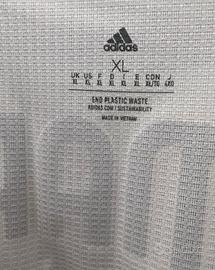 adidas
XL
UK US F D I E CON J
XL XL XL XL XL XL XL/TG 4XO
END PLASTIC WASTE
ADIDAS.COM / SUSTAINABILITY
MADE IN VIETNAM